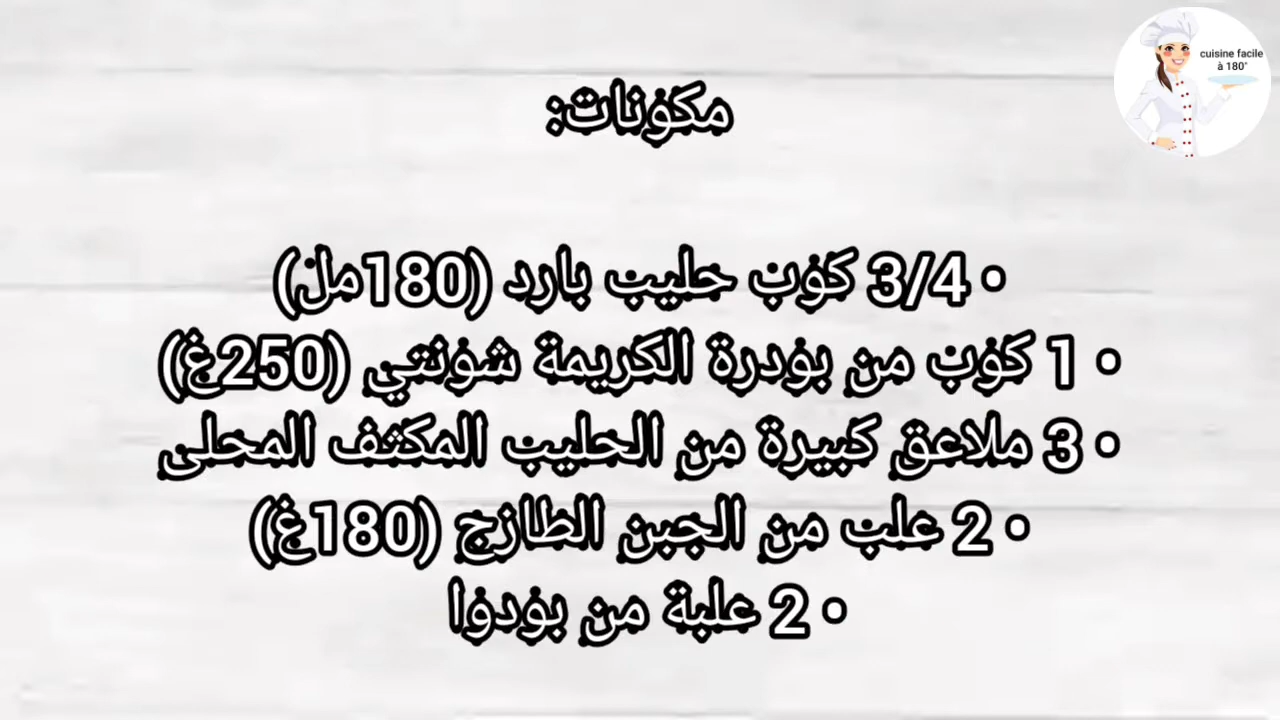 cuisine facile
à 180°
مكونات:
• 3/4 كوب حليب بارد (180مل)
• 1 كوب من بودرة الكريمة شونتي (250غ)
• 3 ملاعق كبيرة من الحليب المكثف المحلى
• 2 علب من الجبن الطازج (180غ)
• 2 علبة من بودوا